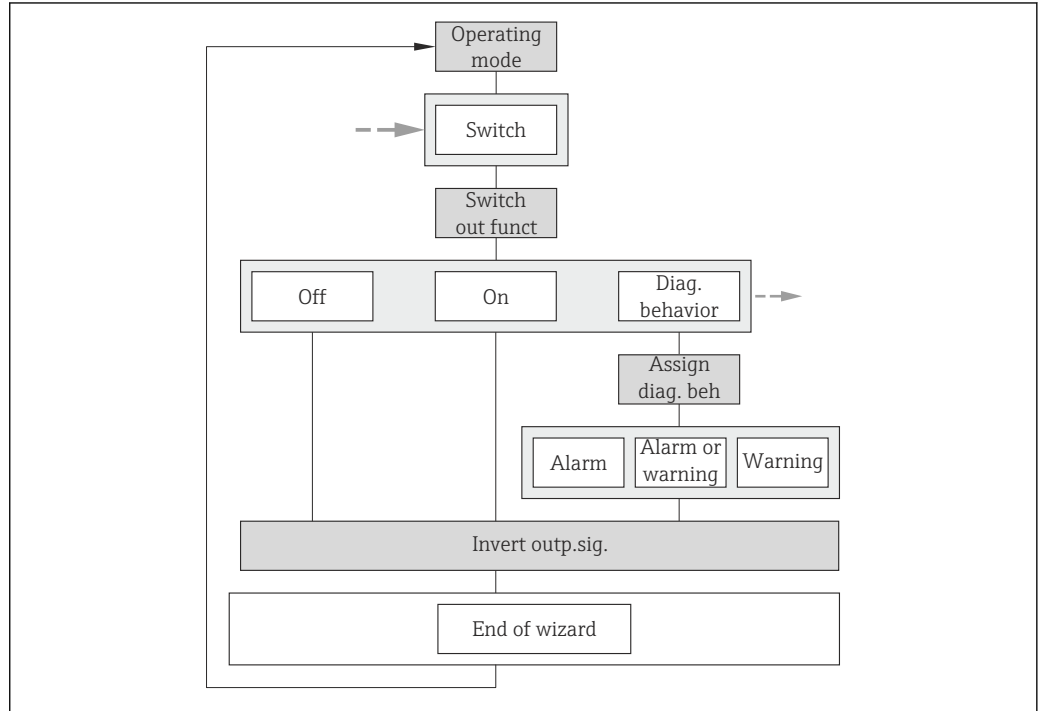 Operating
mode
Switch
Switch
out funct
Off
On
Diag.
behavior
Assign
diag. beh
Alarm
Alarm or
warning
Warning
Invert outp.sig.
End of wizard